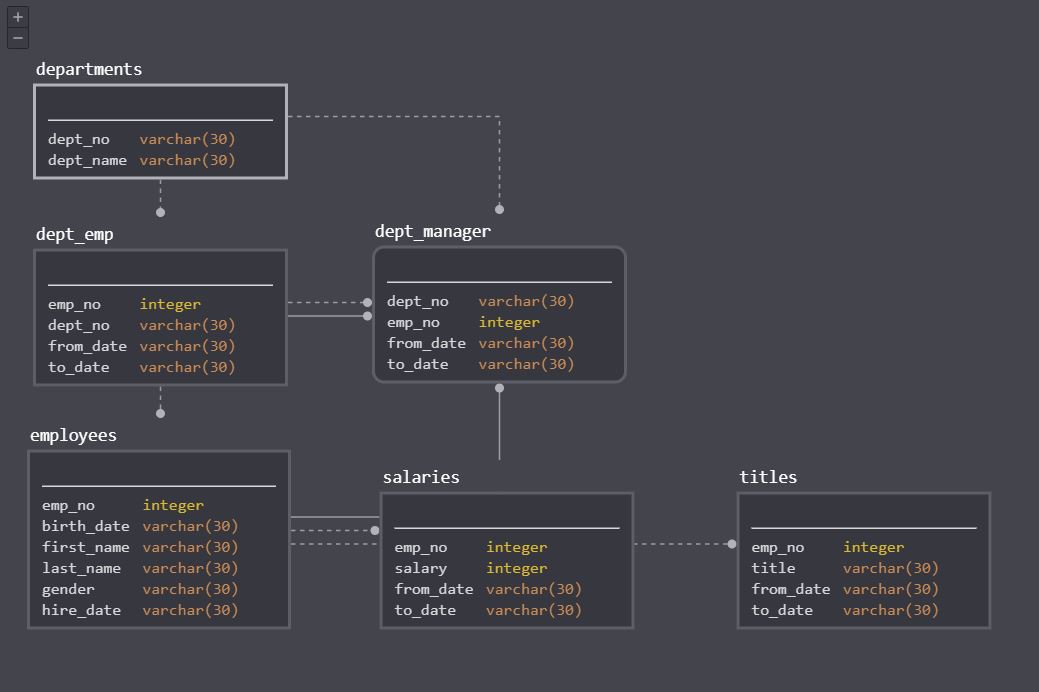 +
−
departments
dept_no varchar(30)
dept_name varchar(30)
dept_emp
emp_no integer
dept_no varchar(30)
from_date varchar(30)
to_date varchar(30)
dept_manager
dept_no varchar(30)
emp_no integer
from_date varchar(30)
to_date varchar(30)
employees
emp_no integer
birth_date varchar(30)
first_name varchar(30)
last_name varchar(30)
gender varchar(30)
hire_date varchar(30)
salaries
emp_no integer
salary integer
from_date varchar(30)
to_date varchar(30)
titles
emp_no integer
title varchar(30)
from_date varchar(30)
to_date varchar(30)